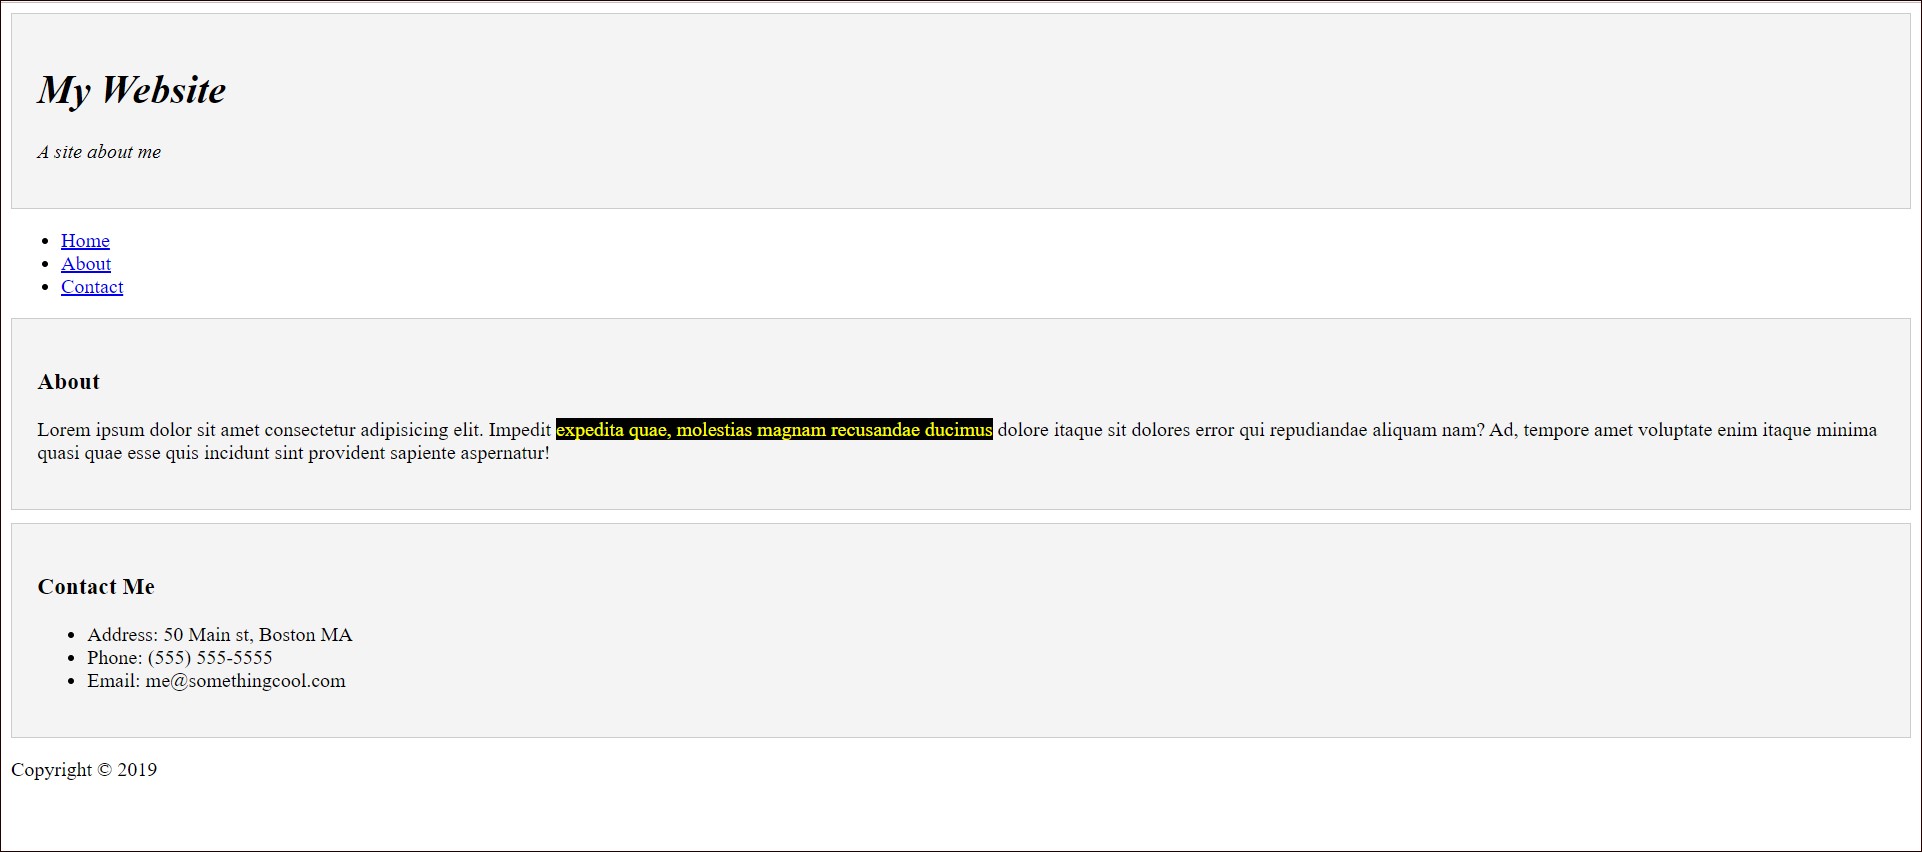 My Website
A site about me
Home
About
Contact
About
Lorem ipsum dolor sit amet consectetur adipisicing elit. Impedit expedita quae, molestias magnam recusandae ducimus dolore itaque sit dolores error qui repudiandae aliquam nam? Ad, tempore amet voluptate enim itaque minima
quasi quae esse quis incidunt sint provident sapiente aspernatur!
Contact Me
Address: 50 Main st, Boston MA
Phone: (555) 555-5555
Email: me@somethingcool.com
Copyright © 2019